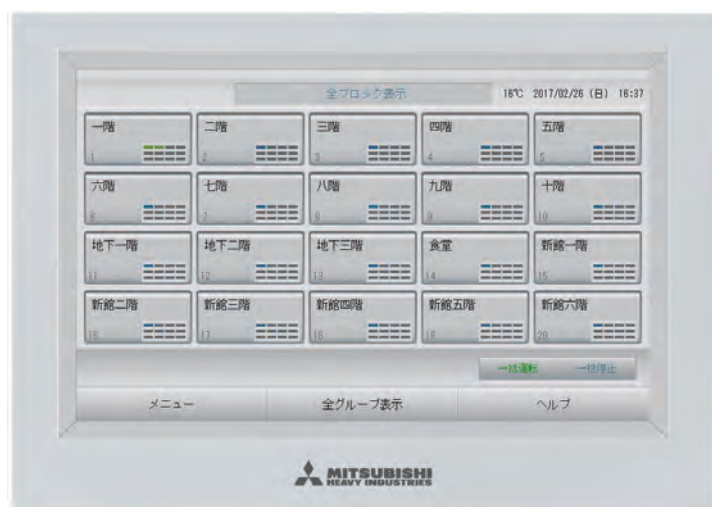 全ブロック表示 16℃ 2017/02/26 (日) 16:37
一階 二階 三階 四階 五階
1 2 3 4 5
六階 七階 八階 九階 十階
6 7 8 9 10
地下一階 地下二階 地下三階 食堂 新館一階
11 12 13 14 15
新館二階 新館三階 新館四階 新館五階 新館六階
16 17 18 19 20
一括運転 一括停止
メニュー 全グループ表示 ヘルプ
MITSUBISHI
HEAVY INDUSTRIES